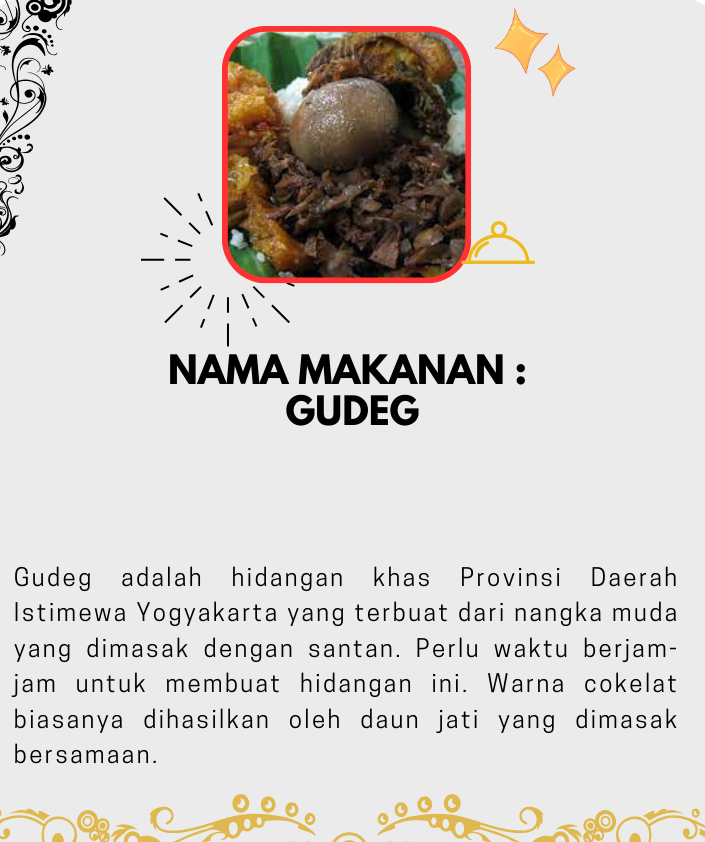 NAMA MAKANAN :
GUDEG
Gudeg adalah hidangan khas Provinsi Daerah
Istimewa Yogyakarta yang terbuat dari nangka muda
yang dimasak dengan santan. Perlu waktu berjam-
jam untuk membuat hidangan ini. Warna cokelat
biasanya dihasilkan oleh daun jati yang dimasak
bersamaan.